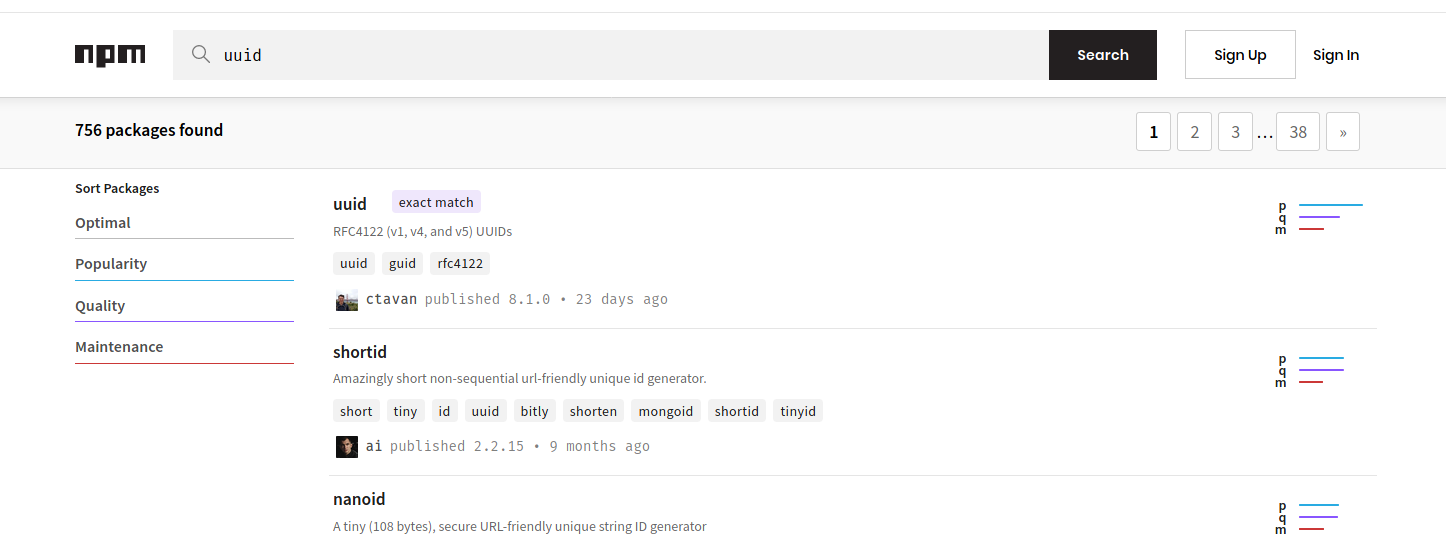 npm
uuid
Search
Sign Up
Sign In
756 packages found
1 2 3 ... 38 »
Sort Packages
Optimal
Popularity
Quality
Maintenance
uuid exact match
RFC4122 (v1, v4, and v5) UUIDs
uuid guid rfc4122
ctavan published 8.1.0 • 23 days ago
p
q
m
shortid
Amazingly short non-sequential url-friendly unique id generator.
short tiny id uuid bitly shorten mongoid shortid tinyid
ai published 2.2.15 • 9 months ago
p
q
m
nanoid
A tiny (108 bytes), secure URL-friendly unique string ID generator
p
q
m